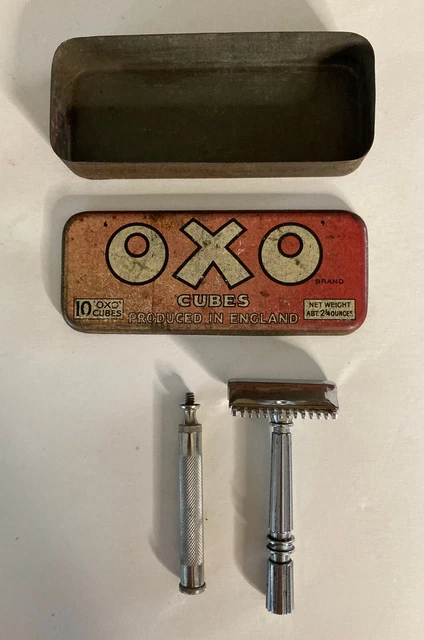 OXO
BRAND
CUBES
10 "OXO" CUBES
PRODUCED IN ENGLAND
NET WEIGHT
ABT 2¼ OUNCES